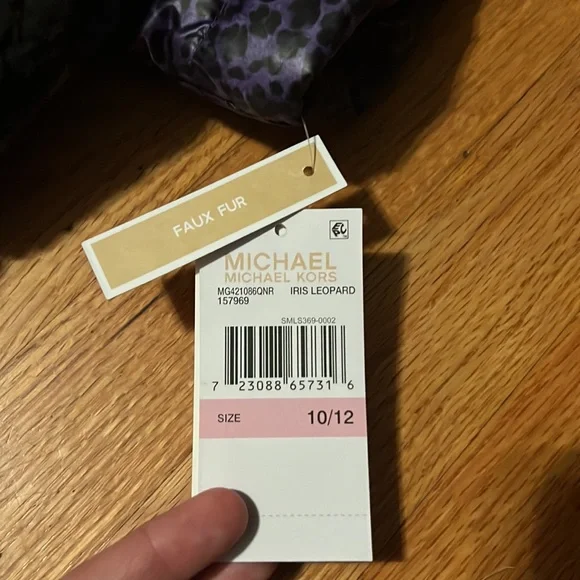 FAUX FUR
MICHAEL
MICHAEL KORS
MG421086QNR IRIS LEOPARD
157969
SMLS369-0002
7 23088 65731 6
SIZE 10/12